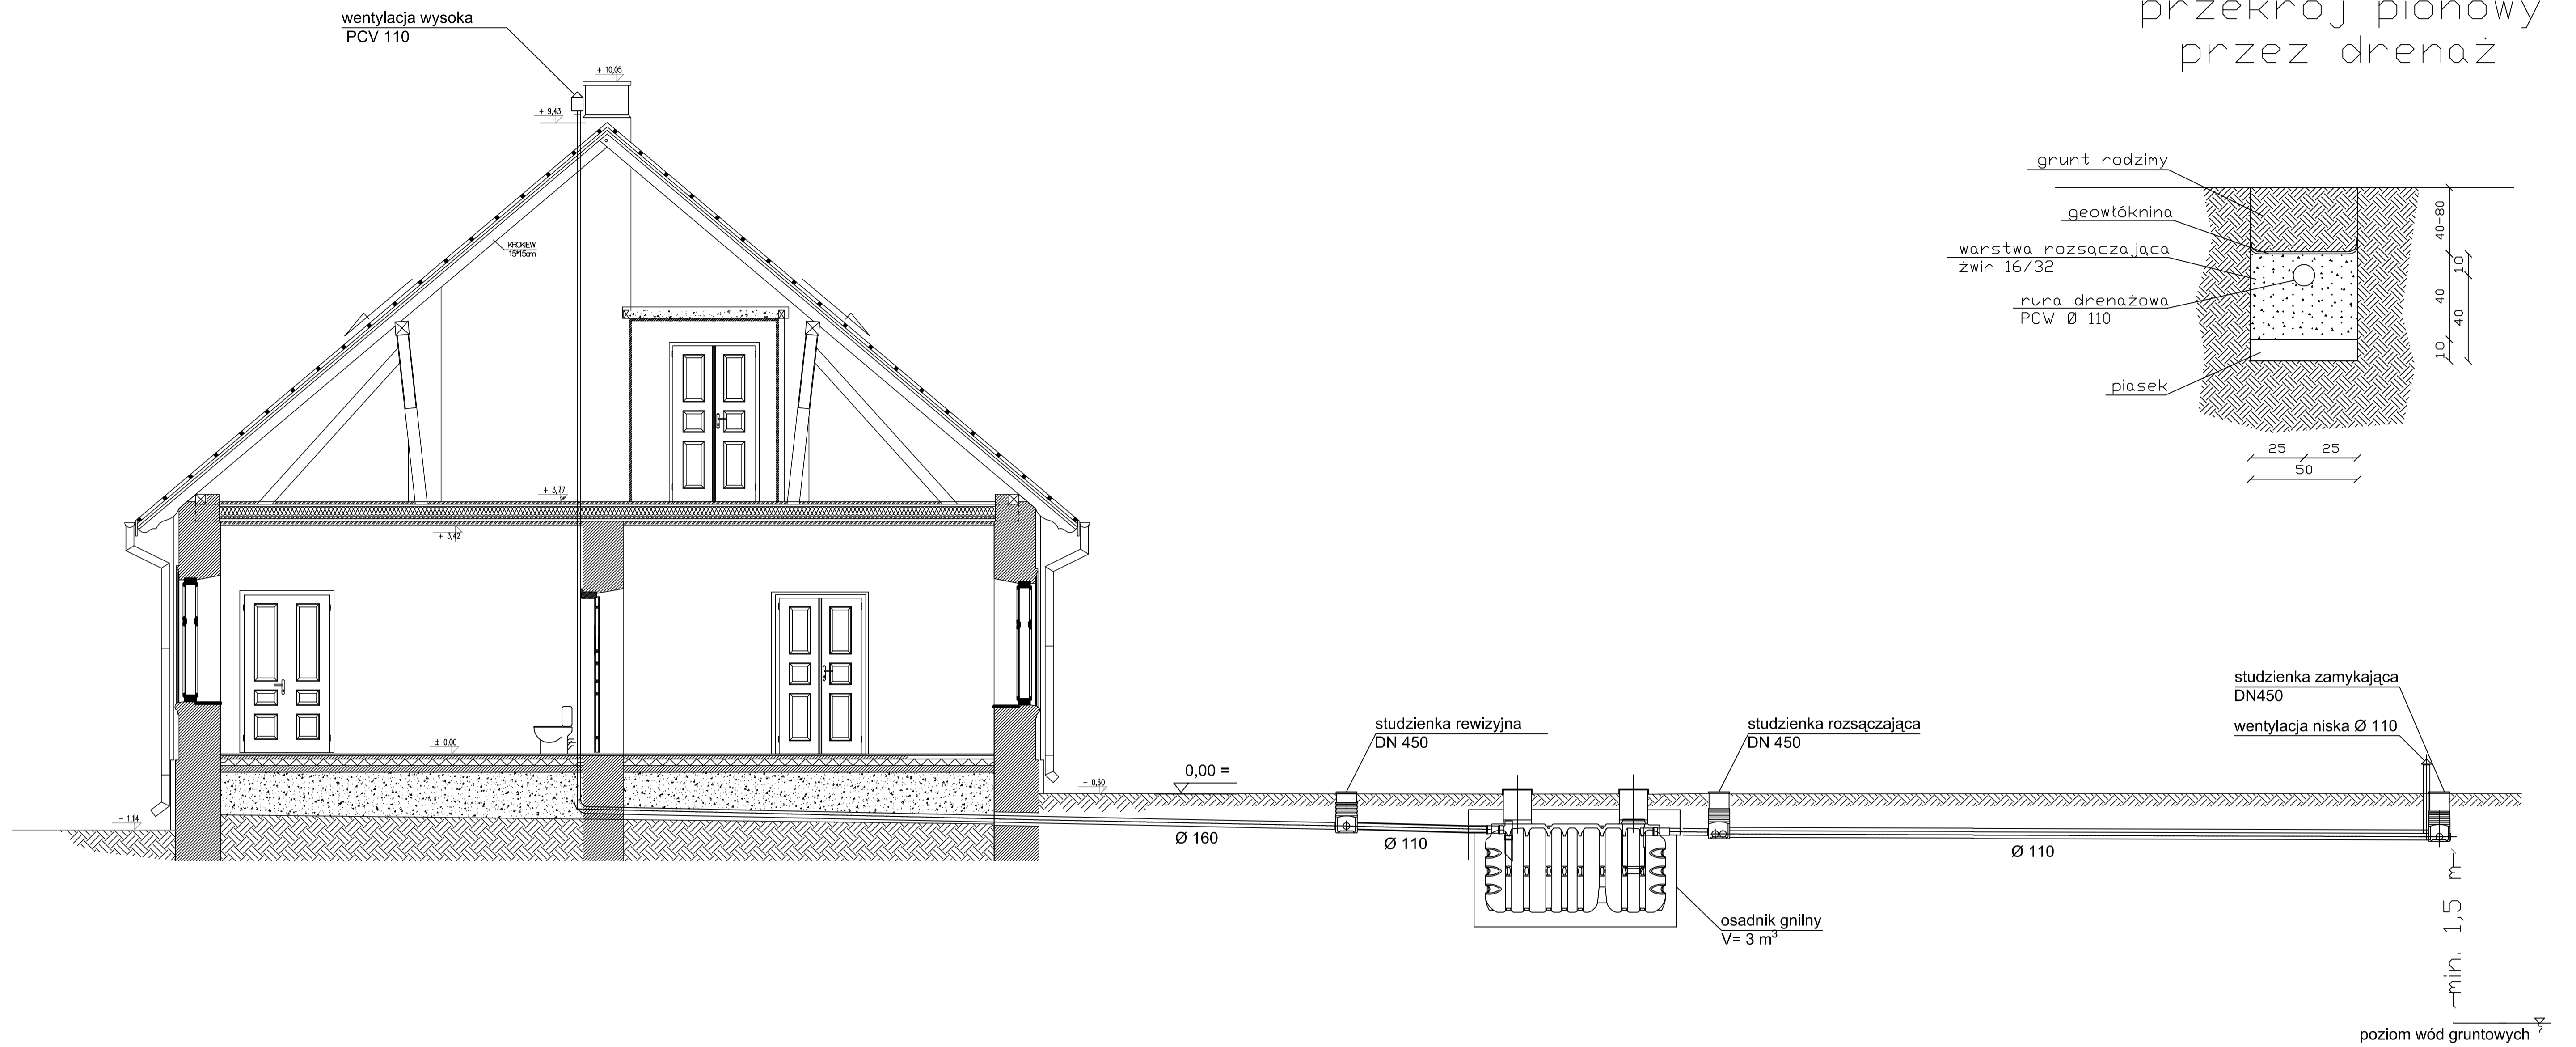 wentylacja wysoka
PCV 110
przekrój pionowy
przez drenaż
+ 10,05
+ 9,43
KROKIEW
15*15cm
+ 3,77
+ 3,42
± 0,00
- 0,60
- 1,14
grunt rodzimy
geowłóknina
warstwa rozsączająca
żwir 16/32
rura drenażowa
PCW Ø 110
piasek
40-80
10
40
40
10
25 25
50
studzienka zamykająca
DN450
wentylacja niska Ø 110
studzienka rewizyjna
DN 450
studzienka rozsączająca
DN 450
0,00 =
Ø 160
Ø 110
Ø 110
osadnik gnilny
V= 3 m³
min. 1,5 m
poziom wód gruntowych